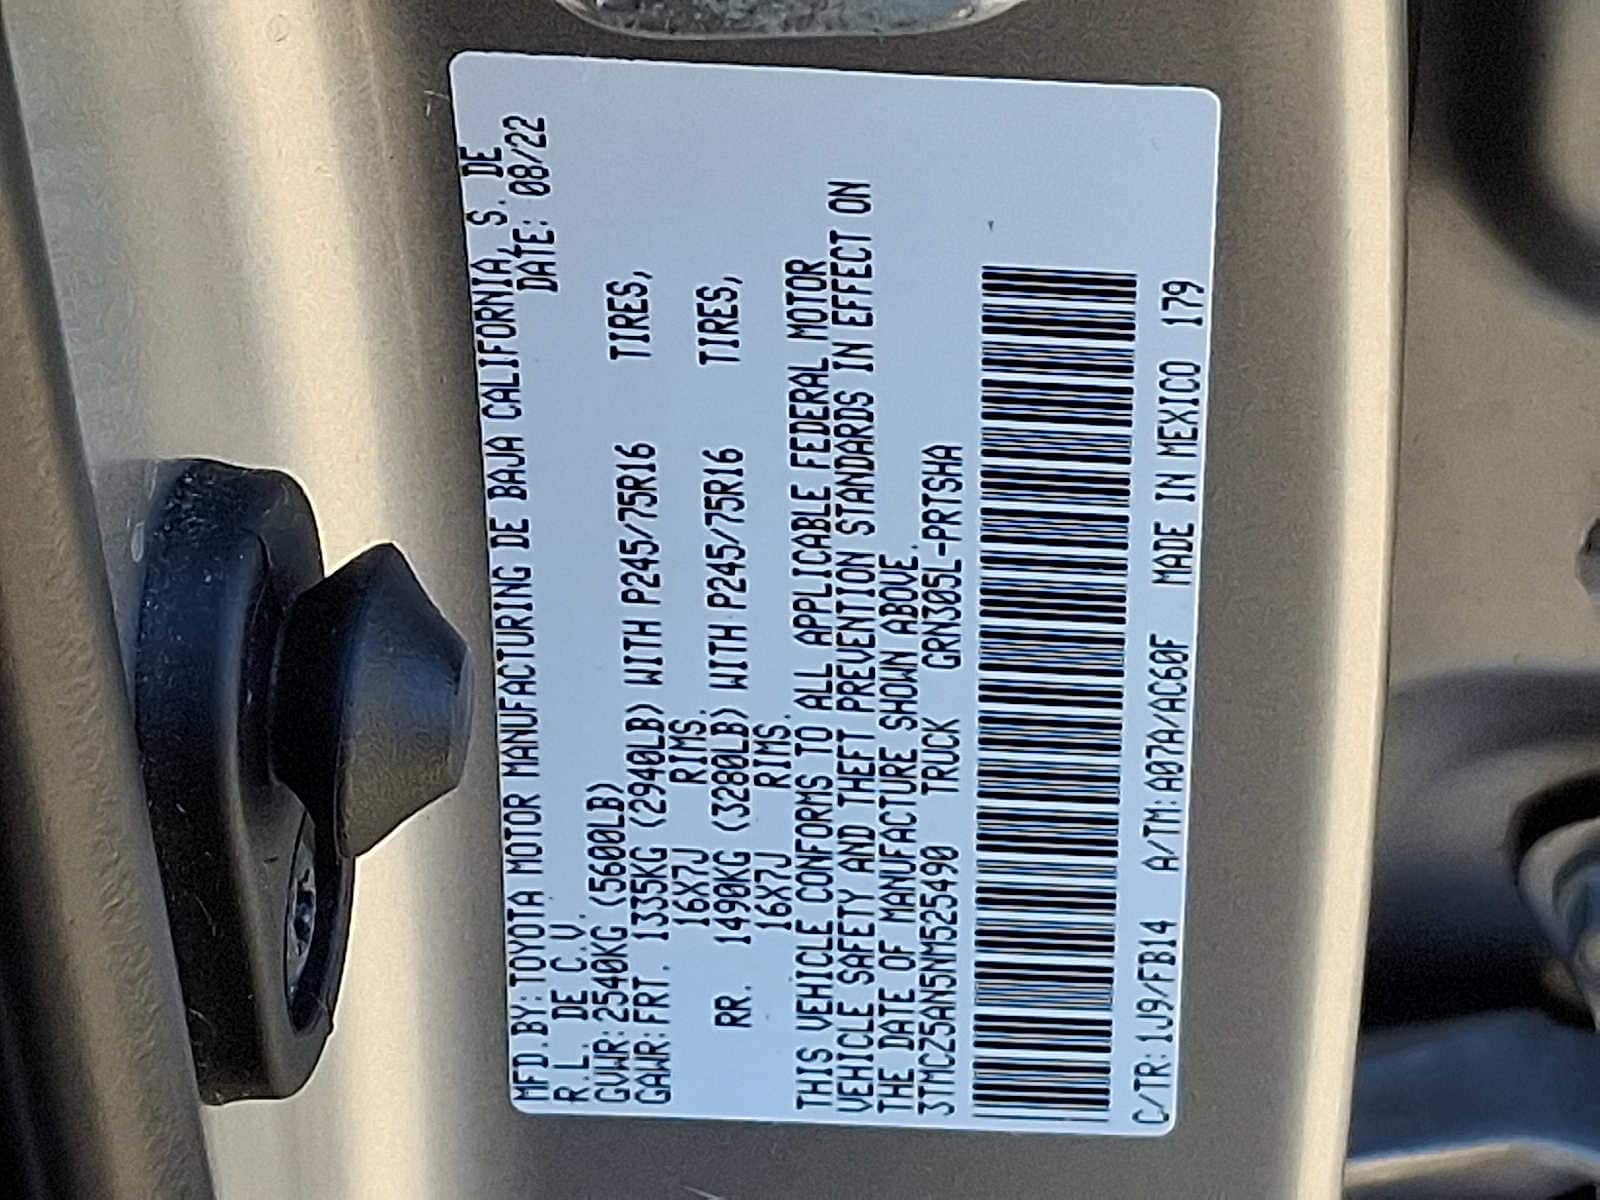 MFD.BY:TOYOTA MOTOR MANUFACTURING DE BAJA CALIFORNIA, S. DE
R.L. DE C.V. DATE: 08/22
GVWR:2540KG (5600LB)
GAWR:FRT. 1335KG (2940LB) WITH P245/75R16 TIRES,
16X7J RIMS.
RR. 1490KG (3280LB) WITH P245/75R16 TIRES,
16X7J RIMS.
THIS VEHICLE CONFORMS TO ALL APPLICABLE FEDERAL MOTOR
VEHICLE SAFETY AND THEFT PREVENTION STANDARDS IN EFFECT ON
THE DATE OF MANUFACTURE SHOWN ABOVE.
3TMCZ5AN5NM525490 TRUCK GRN305L-PRTSHA
C/TR:1J9/FB14 A/TM:A07A/AC60F MADE IN MEXICO 179